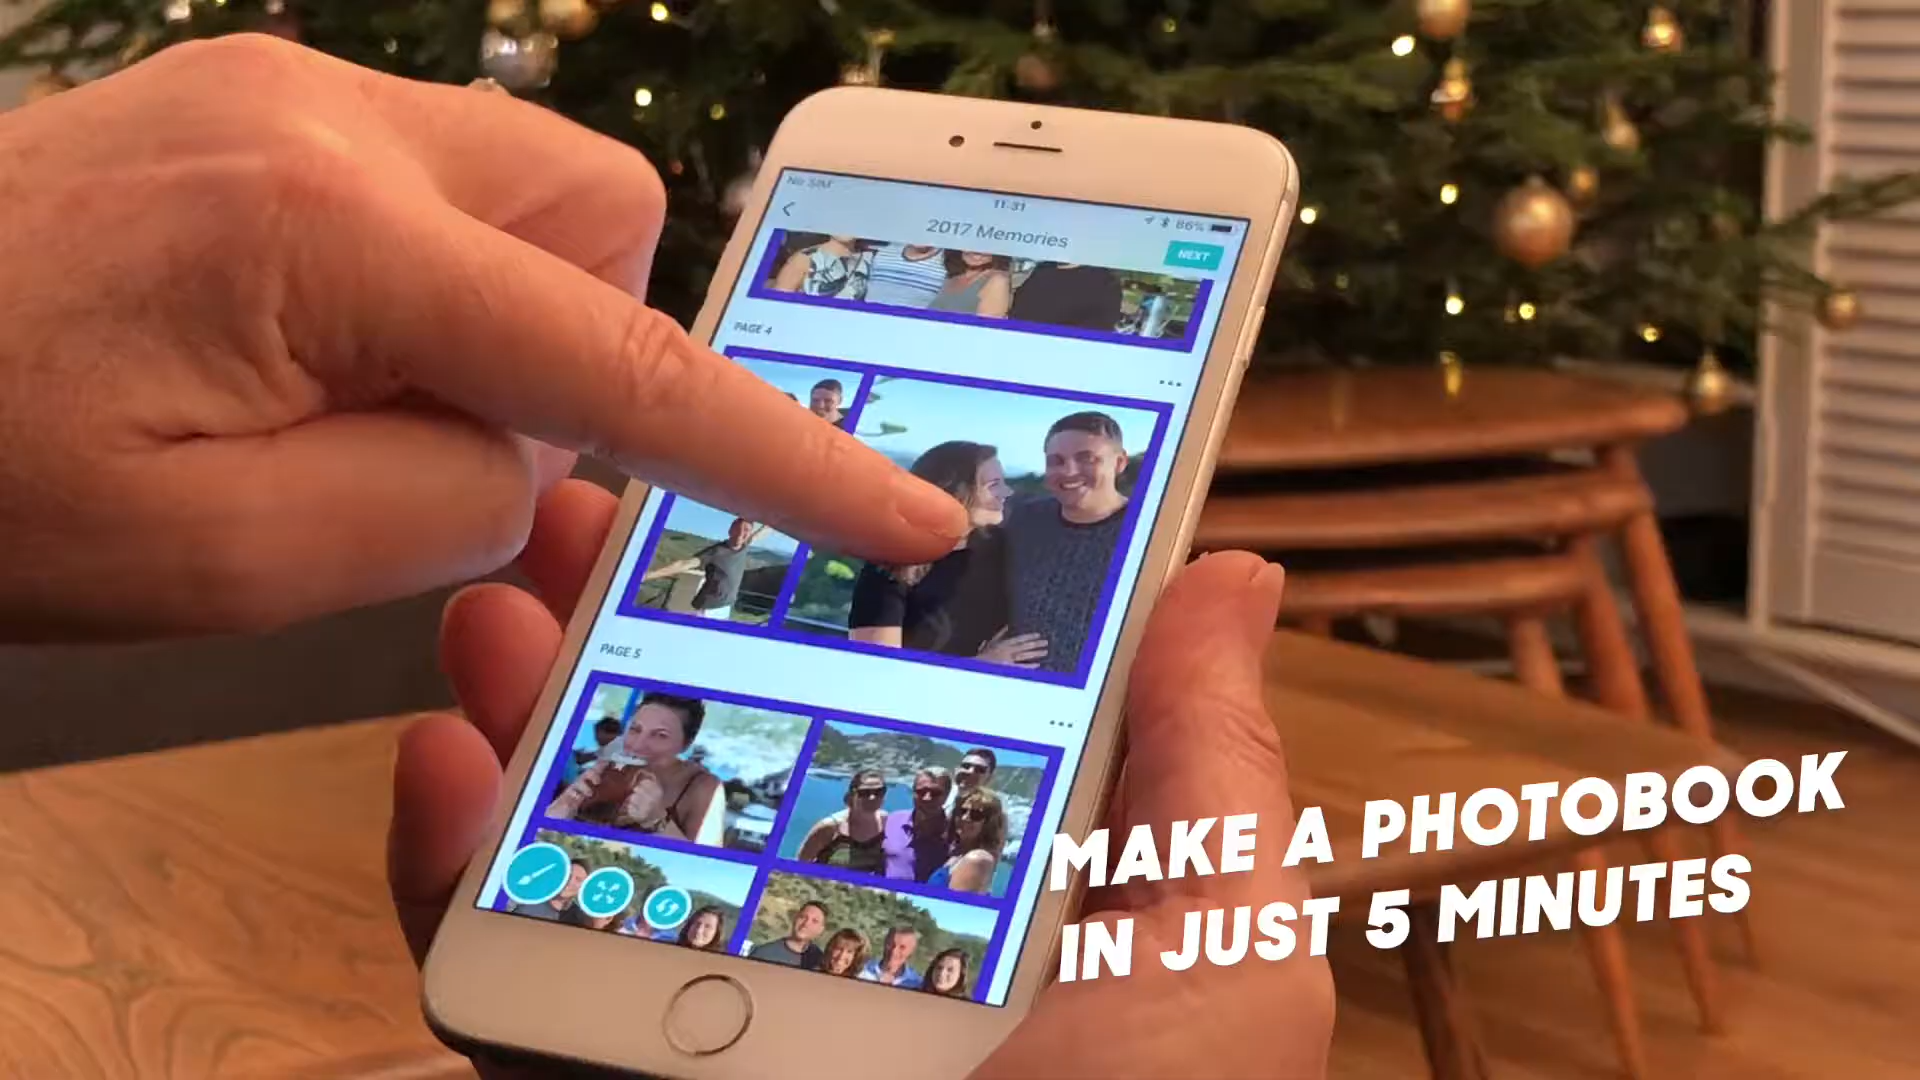 No SIM
11:31
86%
2017 Memories
NEXT
PAGE 4
PAGE 5
MAKE A PHOTOBOOK
IN JUST 5 MINUTES